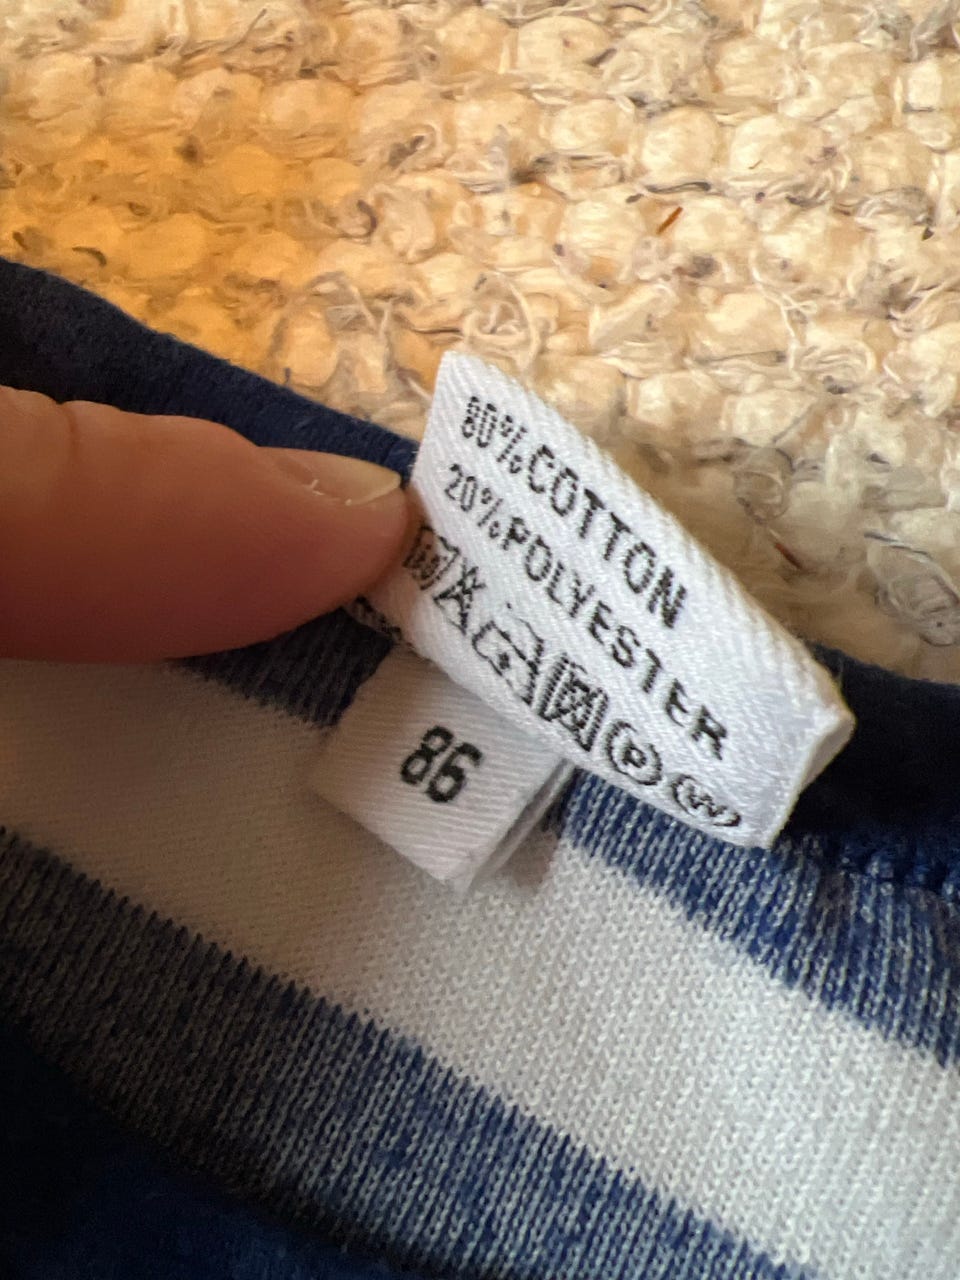 80%COTTON
20%POLYESTER
P W
86